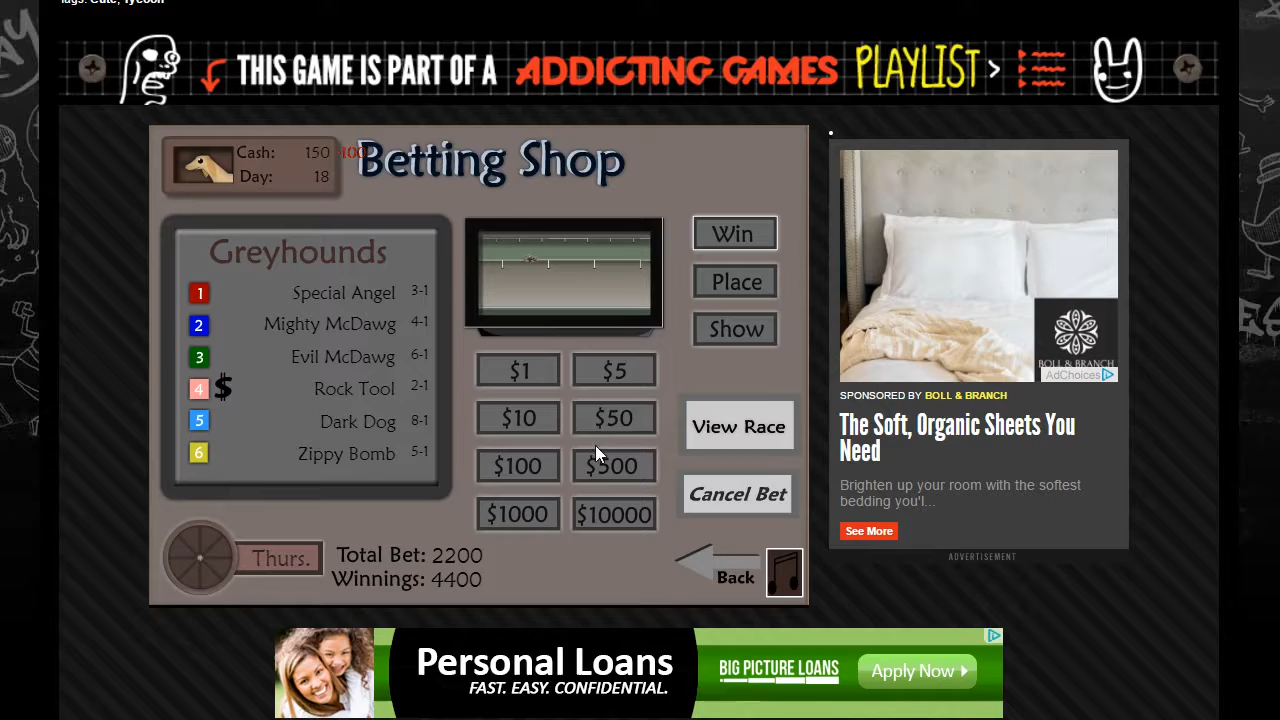 Tags: Cute, Tycoon
THIS GAME IS PART OF A ADDICTING GAMES PLAYLIST >
Cash: 150 -100
Day: 18
Betting Shop
Greyhounds
1 Special Angel 3-1
2 Mighty McDawg 4-1
3 Evil McDawg 6-1
4 $ Rock Tool 2-1
5 Dark Dog 8-1
6 Zippy Bomb 5-1
Win
Place
Show
$1 $5
$10 $50
$100 $500
$1000 $10000
View Race
Cancel Bet
Thurs.
Total Bet: 2200
Winnings: 4400
Back
BOLL & BRANCH
AdChoices
SPONSORED BY BOLL & BRANCH
The Soft, Organic Sheets You
Need
Brighten up your room with the softest
bedding you'l...
See More
ADVERTISEMENT
Personal Loans
FAST. EASY. CONFIDENTIAL.
BIG PICTURE LOANS
Apply Now